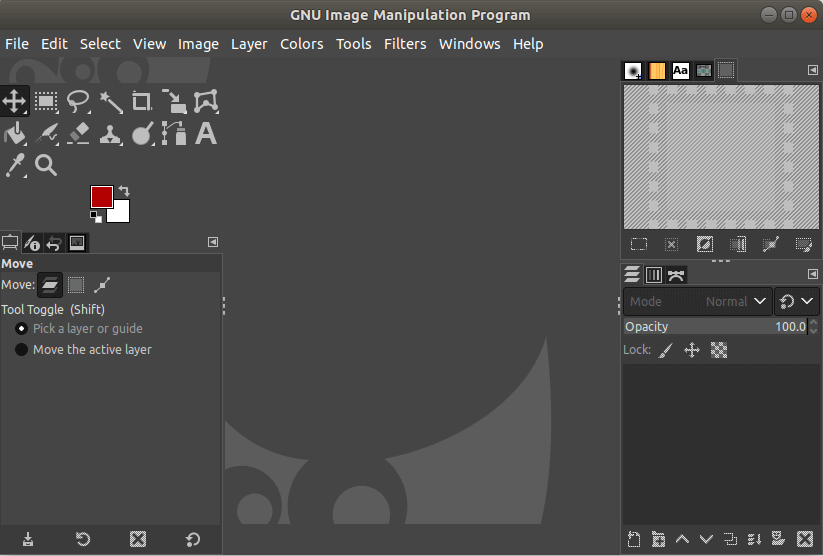 GNU Image Manipulation Program
File Edit Select View Image Layer Colors Tools Filters Windows Help
Aa
A
Move
Move:
Tool Toggle (Shift)
Pick a layer or guide
Move the active layer
Mode Normal
Opacity 100.0
Lock: